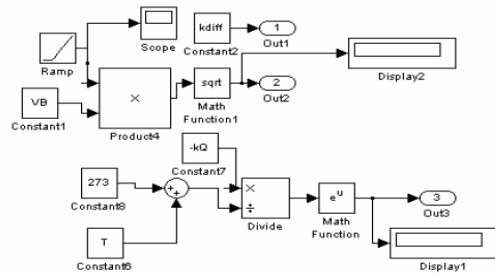 kdiff
1
Out1
Scope
Constant2
Ramp
VB
Constant1
×
Product4
sqrt
Math
Function1
2
Out2
Display2
-kQ
Constant7
273
Constant8
+
+
T
Constant6
×
÷
Divide
e^u
Math
Function
3
Out3
Display1